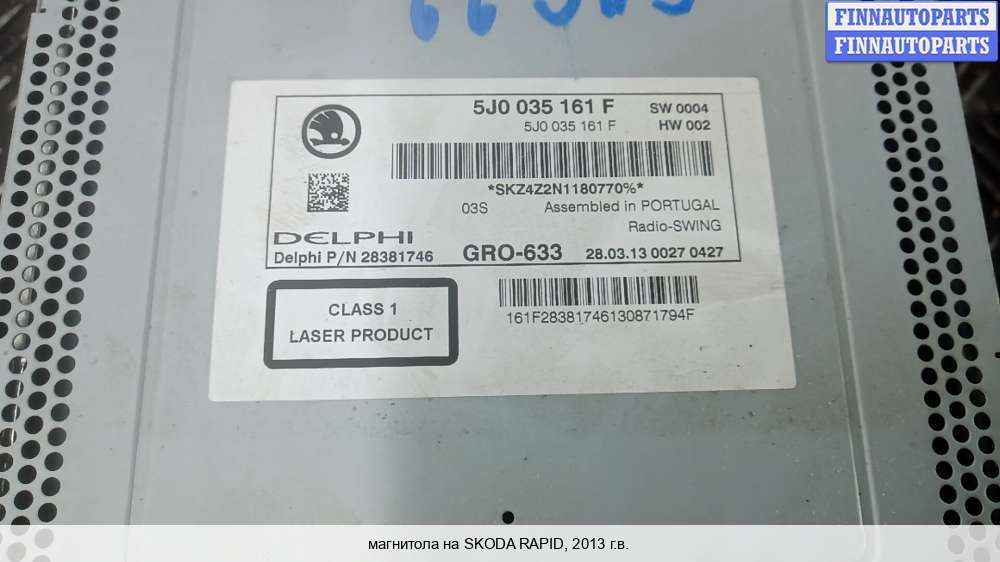 FINNAUTOPARTS
FINNAUTOPARTS
5J0 035 161 F SW 0004
5J0 035 161 F HW 002
*SKZ4Z2N1180770%*
03S Assembled in PORTUGAL
Radio-SWING
DELPHI
Delphi P/N 28381746 GRO-633 28.03.13 0027 0427
CLASS 1
LASER PRODUCT
161F28381746130871794F
магнитола на SKODA RAPID, 2013 г.в.